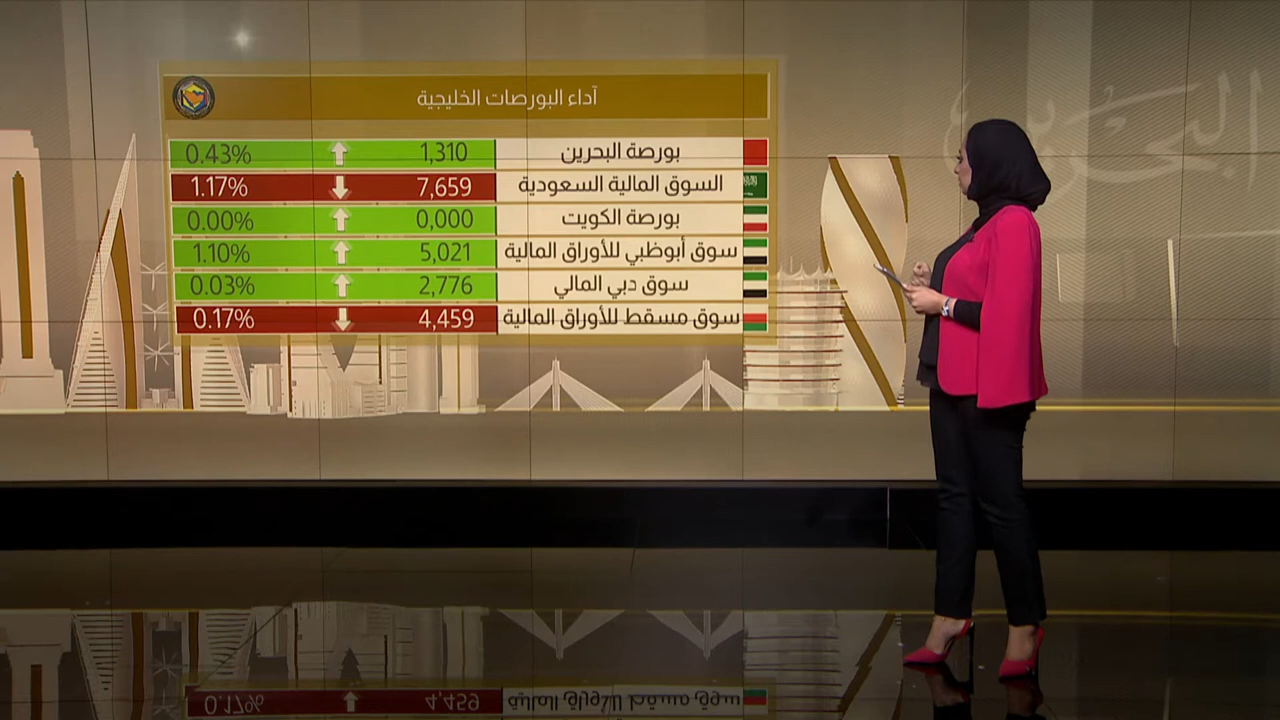 آداء البورصات الخليجية
بورصة البحرين 1,310 0.43%
السوق المالية السعودية 7,659 1.17%
بورصة الكويت 0,000 0.00%
سوق أبوظبي للأوراق المالية 5,021 1.10%
سوق دبي المالي 2,776 0.03%
سوق مسقط للأوراق المالية 4,459 0.17%
البحرين